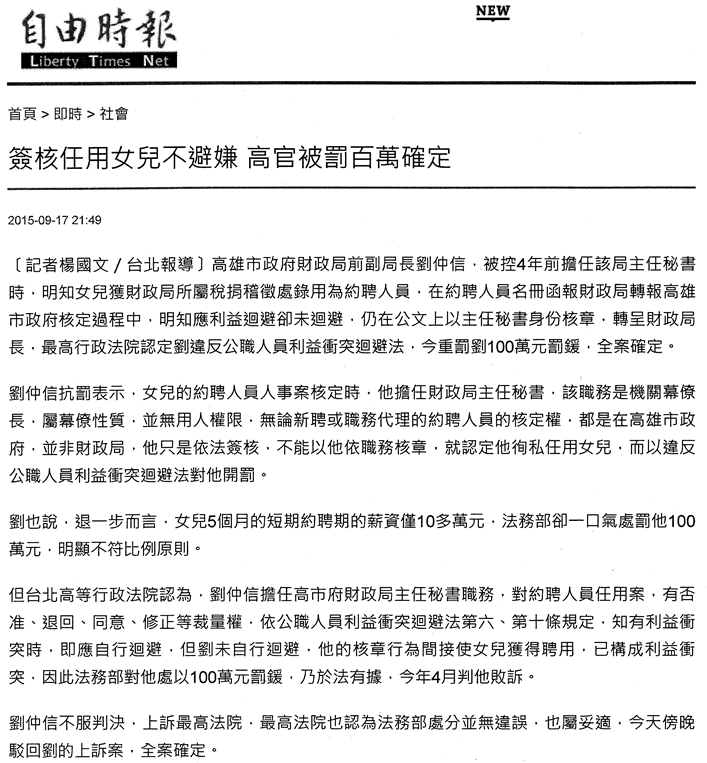 NEW
自由時報
Liberty Times Net
首頁 > 即時 > 社會
簽核任用女兒不避嫌 高官被罰百萬確定
2015-09-17 21:49
〔記者楊國文/台北報導〕高雄市政府財政局前副局長劉仲信，被控4年前擔任該局主任秘書
時，明知女兒獲財政局所屬稅捐稽徵處錄用為約聘人員，在約聘人員名冊函報財政局轉報高雄
市政府核定過程中，明知應利益迴避卻未迴避，仍在公文上以主任秘書身份核章，轉呈財政局
長，最高行政法院認定劉違反公職人員利益衝突迴避法，今重罰劉100萬元罰鍰，全案確定。
劉仲信抗罰表示，女兒的約聘人員人事案核定時，他擔任財政局主任秘書，該職務是機關幕僚
長，屬幕僚性質，並無用人權限，無論新聘或職務代理的約聘人員的核定權，都是在高雄市政
府，並非財政局，他只是依法簽核，不能以他依職務核章，就認定他徇私任用女兒，而以違反
公職人員利益衝突迴避法對他開罰。
劉也說，退一步而言，女兒5個月的短期約聘期的薪資僅10多萬元，法務部卻一口氣處罰他100
萬元，明顯不符比例原則。
但台北高等行政法院認為，劉仲信擔任高市府財政局主任秘書職務，對約聘人員任用案，有否
准、退回、同意、修正等裁量權，依公職人員利益衝突迴避法第六、第十條規定，知有利益衝
突時，即應自行迴避，但劉未自行迴避，他的核章行為間接使女兒獲得聘用，已構成利益衝
突，因此法務部對他處以100萬元罰鍰，乃於法有據，今年4月判他敗訴。
劉仲信不服判決，上訴最高法院，最高法院也認為法務部處分並無違誤，也屬妥適，今天傍晚
駁回劉的上訴案，全案確定。